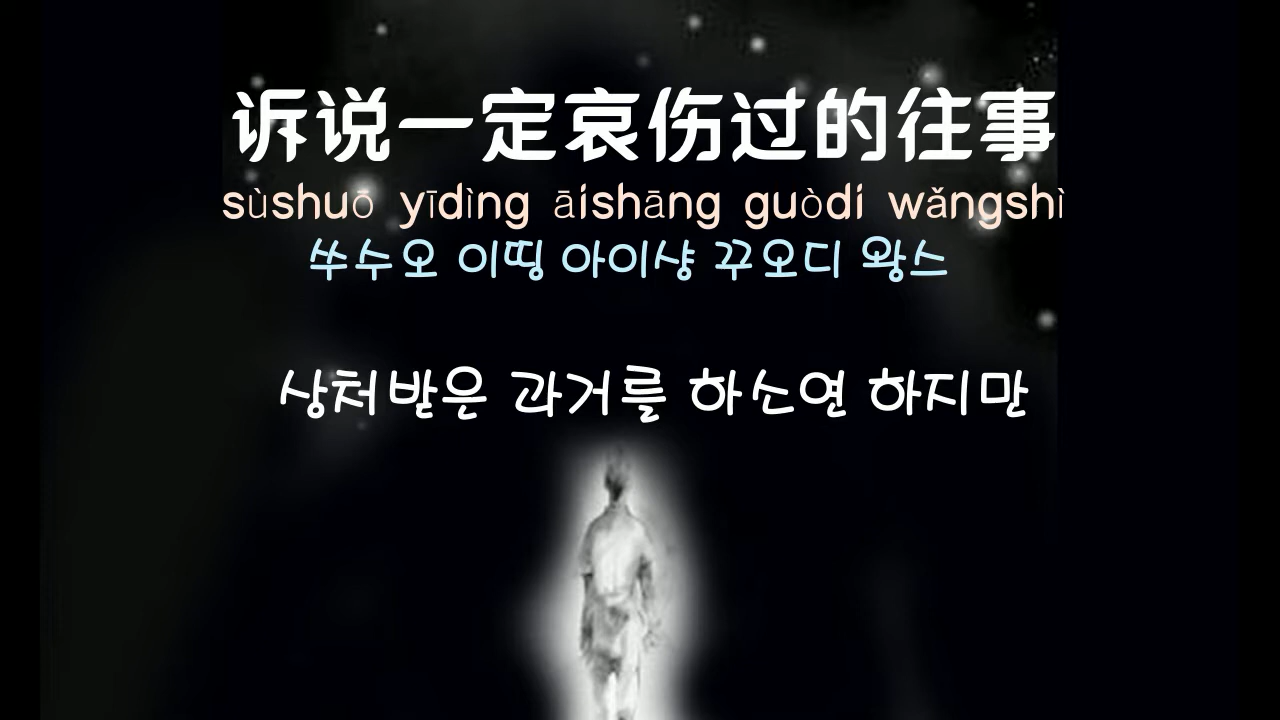 诉说一定哀伤过的往事
sùshuō yīdìng āishāng guòdí wǎngshì
쑤수오 이띵 아이샹 꾸오디 왕스
상처받은 과거를 하소연 하지만